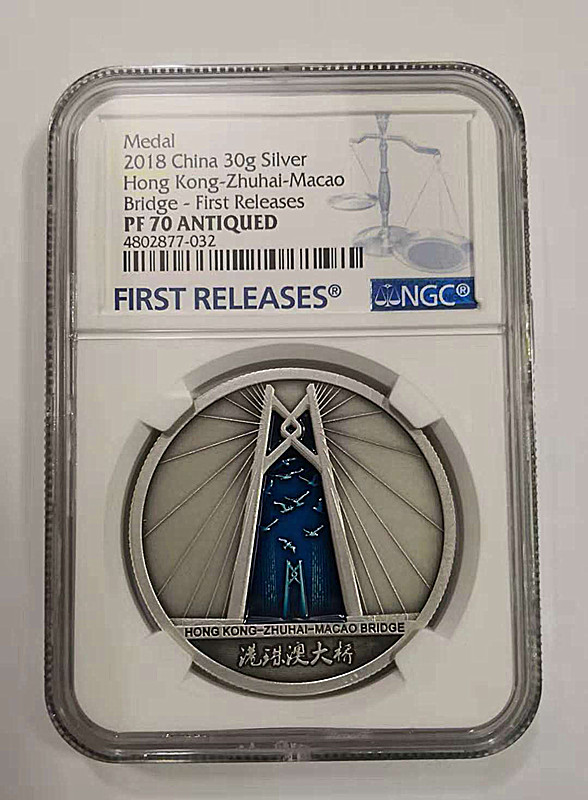 Medal
2018 China 30g Silver
Hong Kong-Zhuhai-Macao
Bridge - First Releases
PF 70 ANTIQUED
4802877-032
FIRST RELEASES®
NGC®
HONG KONG-ZHUHAI-MACAO BRIDGE
港珠澳大桥